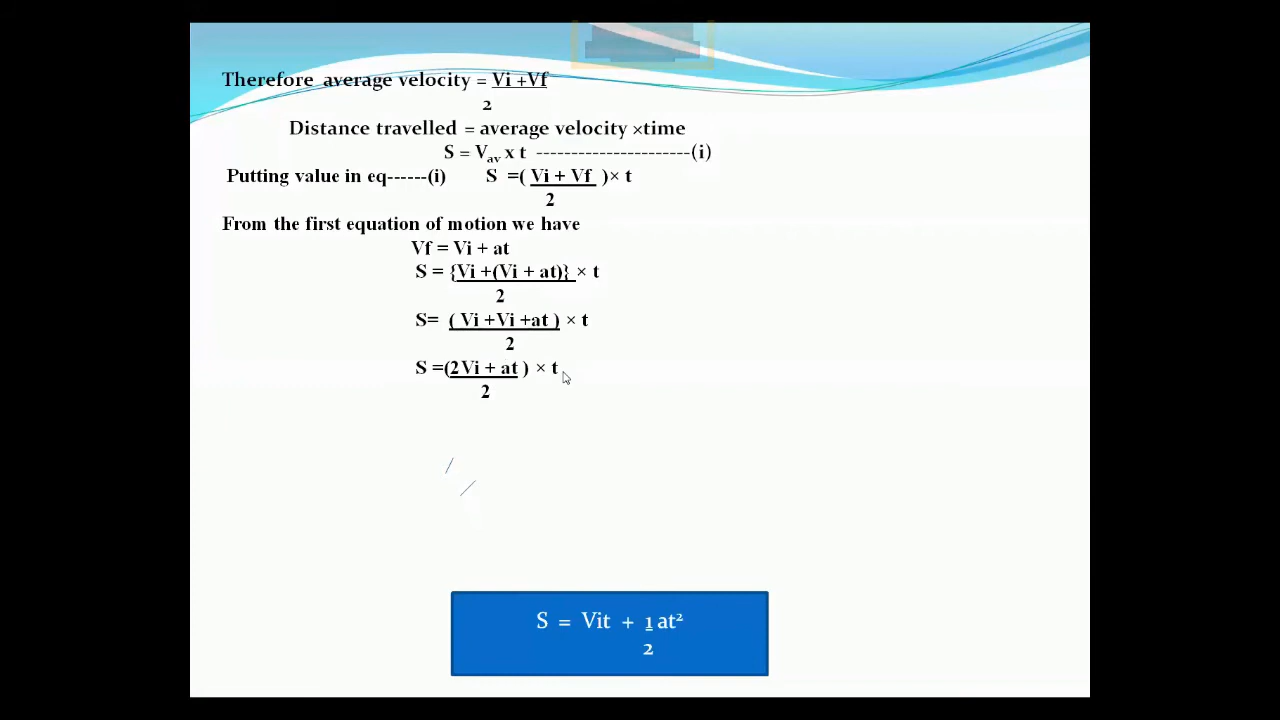 Therefore average velocity = Vi +Vf
2
Distance travelled = average velocity ×time
S = Vav x t ----------------------(i)
Putting value in eq------(i) S =( Vi + Vf )× t
2
From the first equation of motion we have
Vf = Vi + at
S = {Vi +(Vi + at)} × t
2
S= ( Vi +Vi +at ) × t
2
S =(2Vi + at ) × t
2
S = Vit + 1at²
2